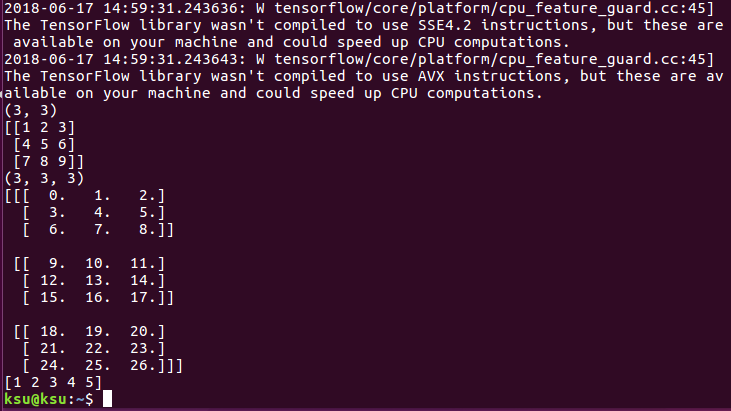 2018-06-17 14:59:31.243636: W tensorflow/core/platform/cpu_feature_guard.cc:45]
The TensorFlow library wasn't compiled to use SSE4.2 instructions, but these are
 available on your machine and could speed up CPU computations.
2018-06-17 14:59:31.243643: W tensorflow/core/platform/cpu_feature_guard.cc:45]
The TensorFlow library wasn't compiled to use AVX instructions, but these are av
ailable on your machine and could speed up CPU computations.
(3, 3)
[[1 2 3]
 [4 5 6]
 [7 8 9]]
(3, 3, 3)
[[[  0.   1.   2.]
  [  3.   4.   5.]
  [  6.   7.   8.]]

 [[  9.  10.  11.]
  [ 12.  13.  14.]
  [ 15.  16.  17.]]

 [[ 18.  19.  20.]
  [ 21.  22.  23.]
  [ 24.  25.  26.]]]
[1 2 3 4 5]
ksu@ksu:~$